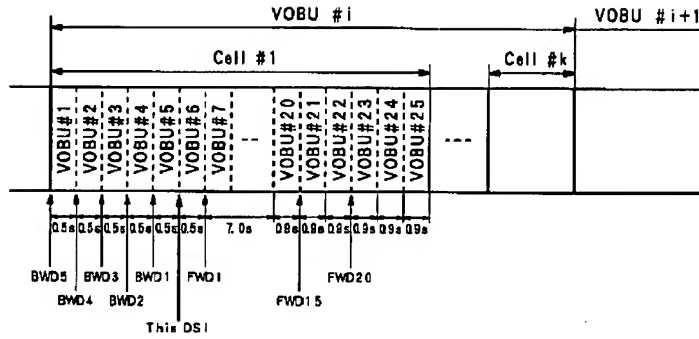 VOBU #i VOBU #i+1
Cell #1 Cell #k
VOBU#1 VOBU#2 VOBU#3 VOBU#4 VOBU#5 VOBU#6 VOBU#7 -- VOBU#20 VOBU#21 VOBU#22 VOBU#23 VOBU#24 VOBU#25 ----
0.5s 0.5s 0.5s 0.5s 0.5s 0.5s 7.0s 0.9s 0.9s 0.9s 0.9s 0.9s 0.9s
BWD5 BWD3 BWD1 FWD1 FWD20
BWD4 BWD2 FWD15
This DSI